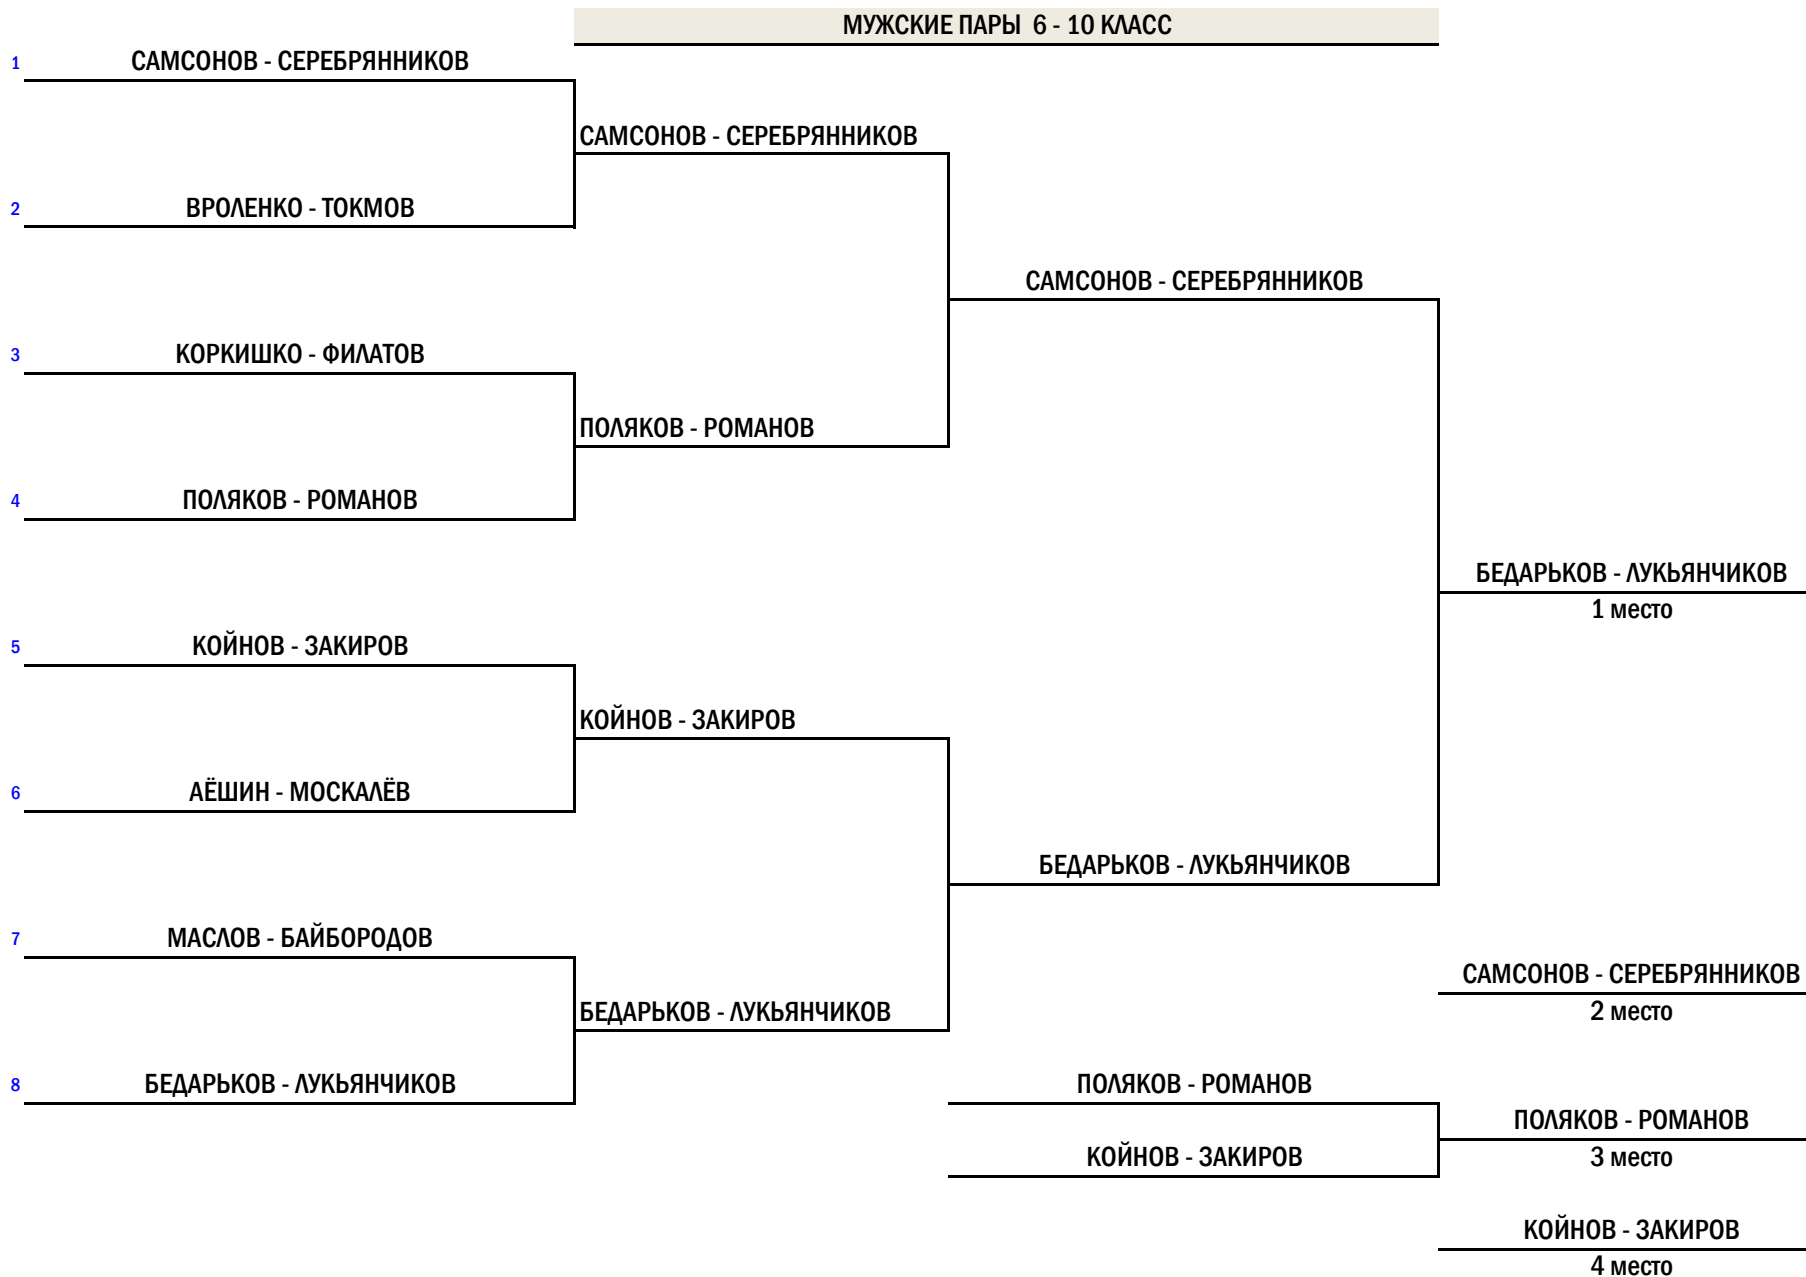 МУЖСКИЕ ПАРЫ 6 - 10 КЛАСС
1 САМСОНОВ - СЕРЕБРЯННИКОВ
САМСОНОВ - СЕРЕБРЯННИКОВ
2 ВРОЛЕНКО - ТОКМОВ
САМСОНОВ - СЕРЕБРЯННИКОВ
3 КОРКИШКО - ФИЛАТОВ
ПОЛЯКОВ - РОМАНОВ
4 ПОЛЯКОВ - РОМАНОВ
БЕДАРЬКОВ - ЛУКЬЯНЧИКОВ
1 место
5 КОЙНОВ - ЗАКИРОВ
КОЙНОВ - ЗАКИРОВ
6 АЁШИН - МОСКАЛЁВ
БЕДАРЬКОВ - ЛУКЬЯНЧИКОВ
7 МАСЛОВ - БАЙБОРОДОВ
САМСОНОВ - СЕРЕБРЯННИКОВ
2 место
БЕДАРЬКОВ - ЛУКЬЯНЧИКОВ
8 БЕДАРЬКОВ - ЛУКЬЯНЧИКОВ
ПОЛЯКОВ - РОМАНОВ
ПОЛЯКОВ - РОМАНОВ
3 место
КОЙНОВ - ЗАКИРОВ
КОЙНОВ - ЗАКИРОВ
4 место